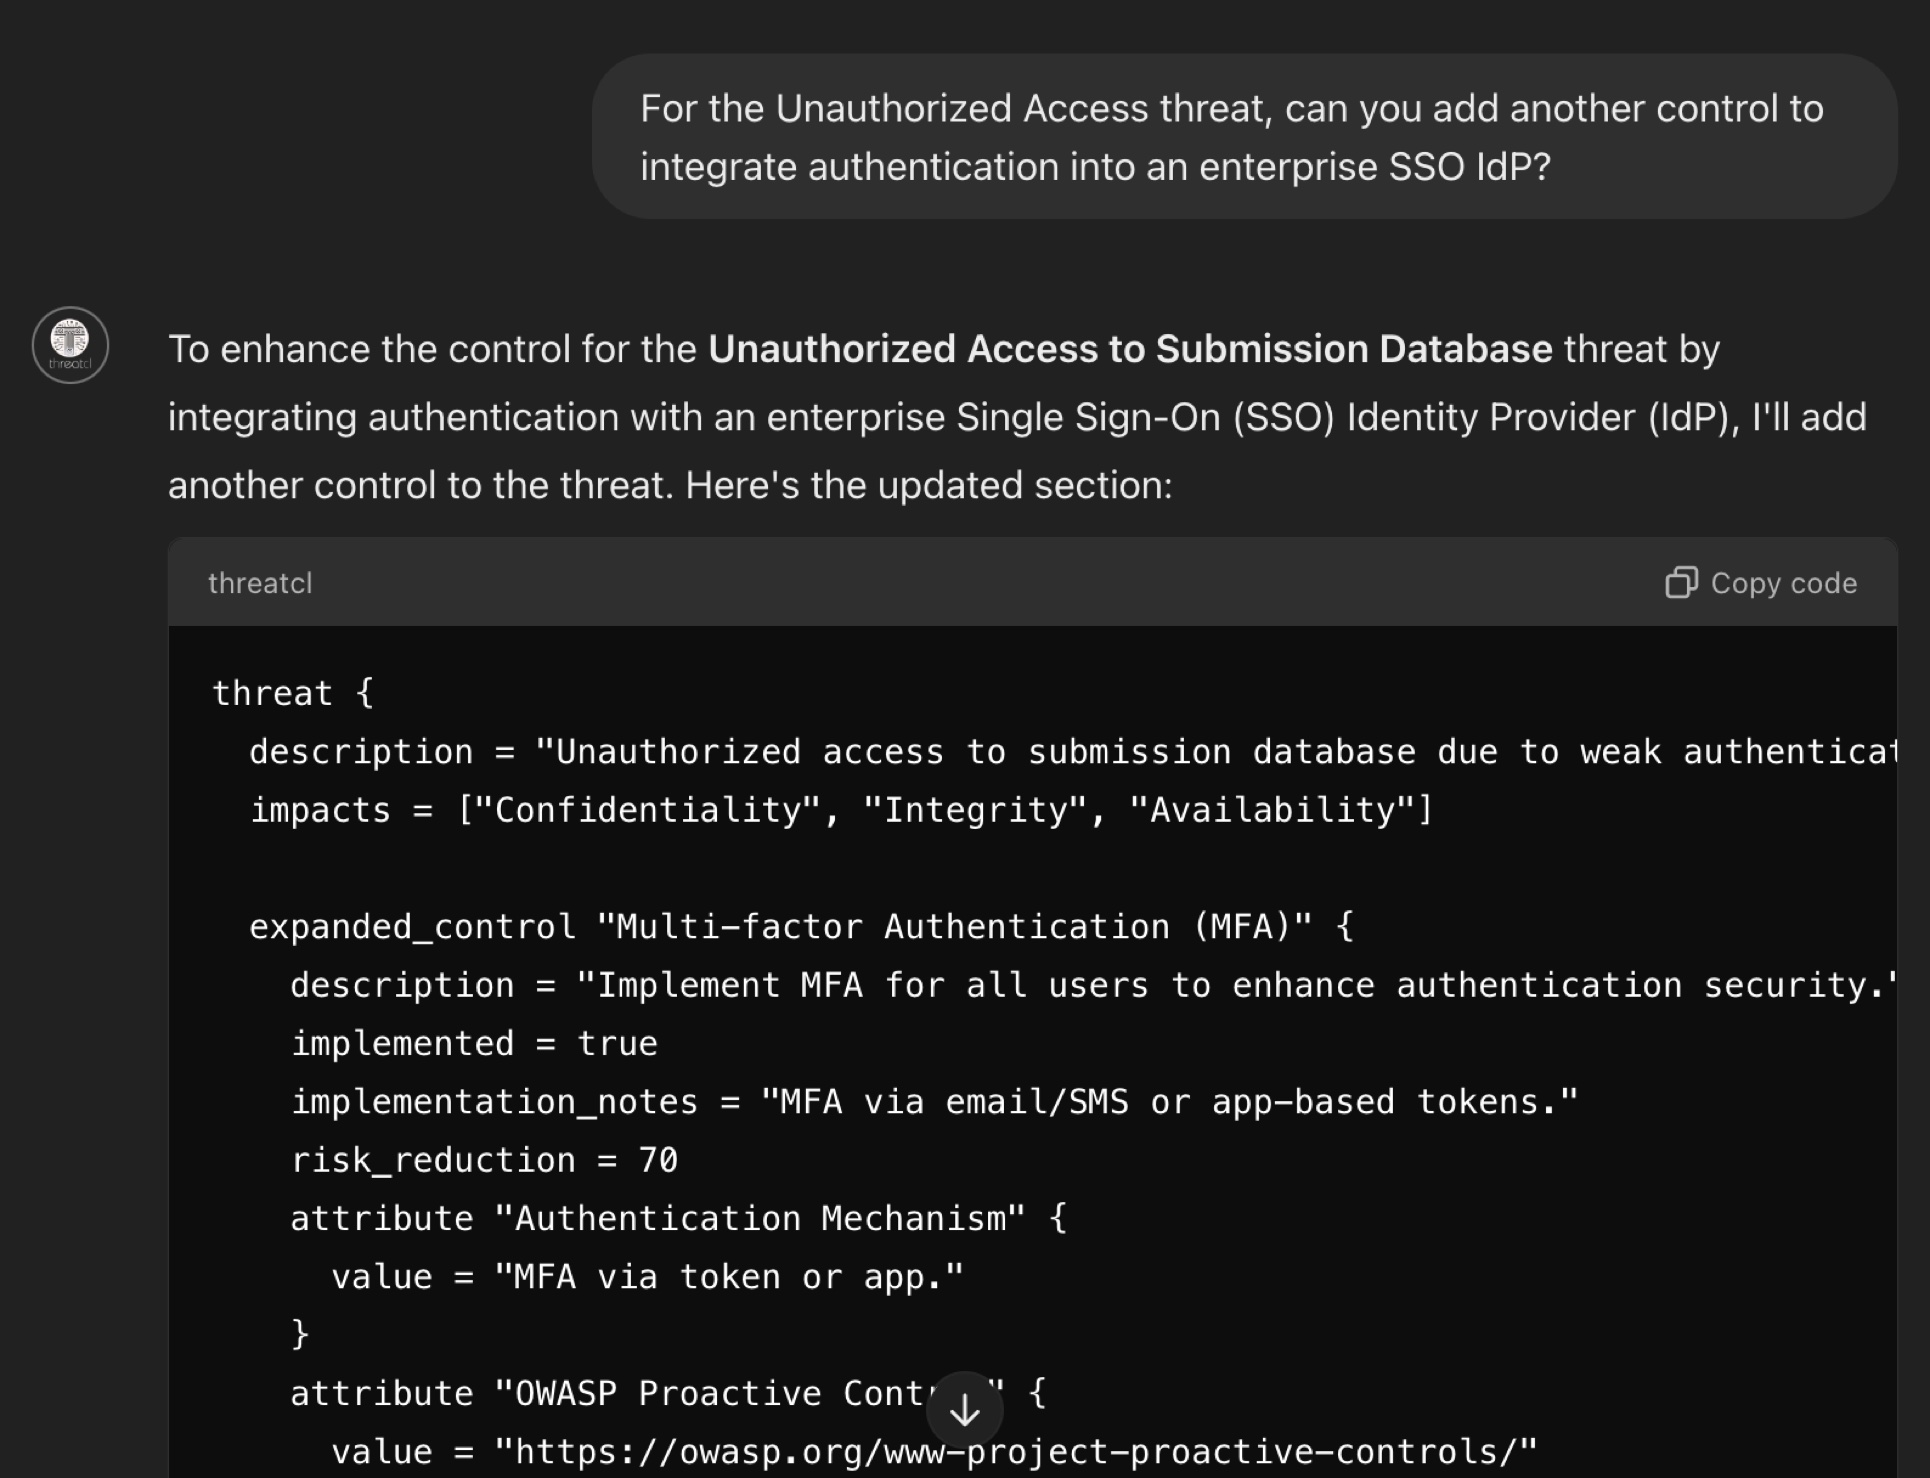 For the Unauthorized Access threat, can you add another control to
integrate authentication into an enterprise SSO IdP?
threatcl
To enhance the control for the Unauthorized Access to Submission Database threat by
integrating authentication with an enterprise Single Sign-On (SSO) Identity Provider (IdP), I'll add
another control to the threat. Here's the updated section:
threatcl
Copy code
threat {
description = "Unauthorized access to submission database due to weak
impacts = ["Confidentiality", "Integrity", "Availability"]
expanded_control "Multi-factor Authentication (MFA)" {
description = "Implement MFA for all users to enhance authentication security."
implemented = true
implementation_notes = "MFA via email/SMS or app-based tokens."
risk_reduction = 70
attribute "Authentication Mechanism" {
value = "MFA via token or app."
}
attribute "OWASP Proactive {
value = "https://owasp.org/www-project-proactive-controls/"